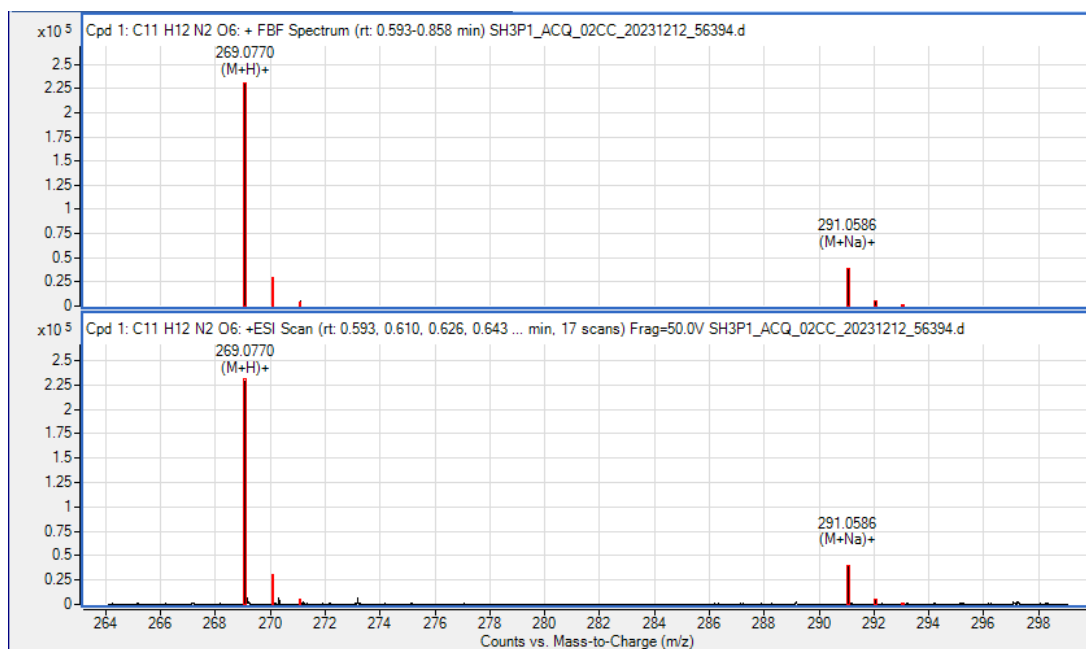 x10 5
Cpd 1: C11 H12 N2 O6: + FBF Spectrum (rt: 0.593-0.858 min) SH3P1_ACQ_02CC_20231212_56394.d
2.5
2.25
2
1.75
1.5
1.25
1
0.75
0.5
0.25
0
269.0770
(M+H)+
291.0586
(M+Na)+
x10 5
Cpd 1: C11 H12 N2 O6: +ESI Scan (rt: 0.593, 0.610, 0.626, 0.643 ... min, 17 scans) Frag=50.0V SH3P1_ACQ_02CC_20231212_56394.d
2.5
2.25
2
1.75
1.5
1.25
1
0.75
0.5
0.25
0
269.0770
(M+H)+
291.0586
(M+Na)+
264 266 268 270 272 274 276 278 280 282 284 286 288 290 292 294 296 298
Counts vs. Mass-to-Charge (m/z)